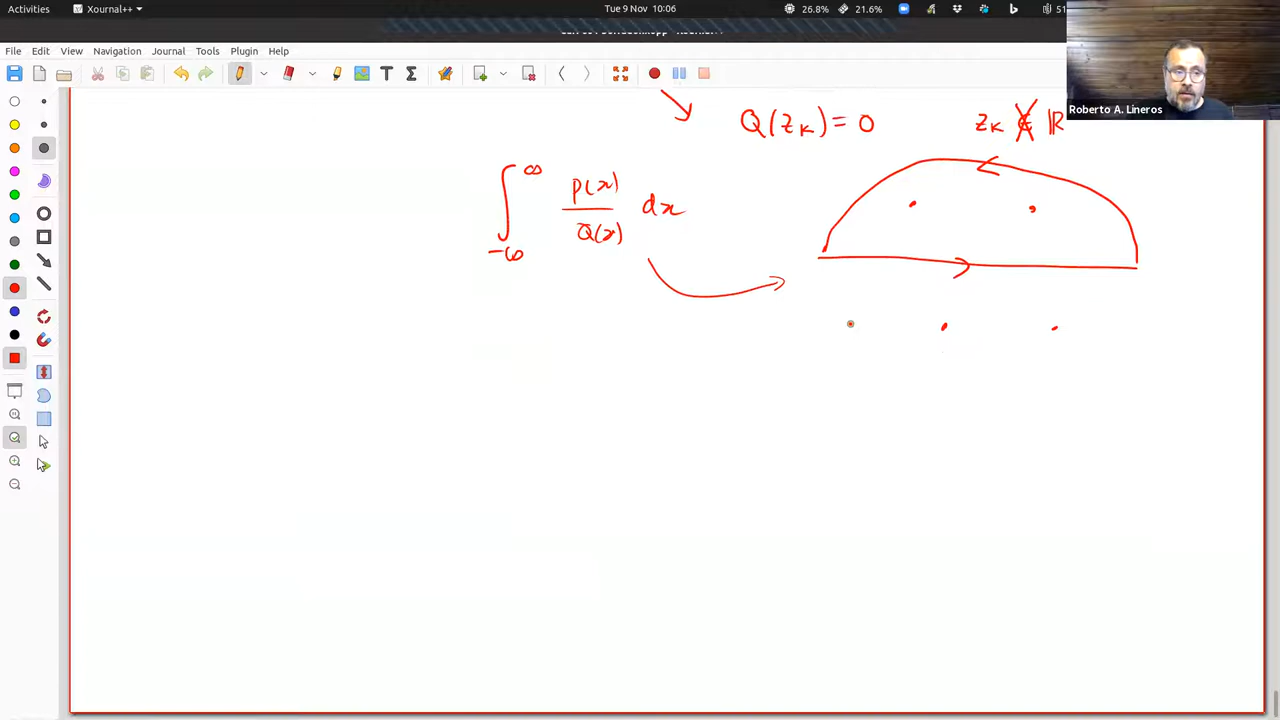 Activities
Xournal++
Tue 9 Nov 10:06
26.8%
21.6%
File Edit View Navigation Journal Tools Plugin Help
Roberto A. Lineros
Q(z_K) = 0
z_K ∉ ℝ
∫_{-∞}^{∞} P(x)/Q(x) dx